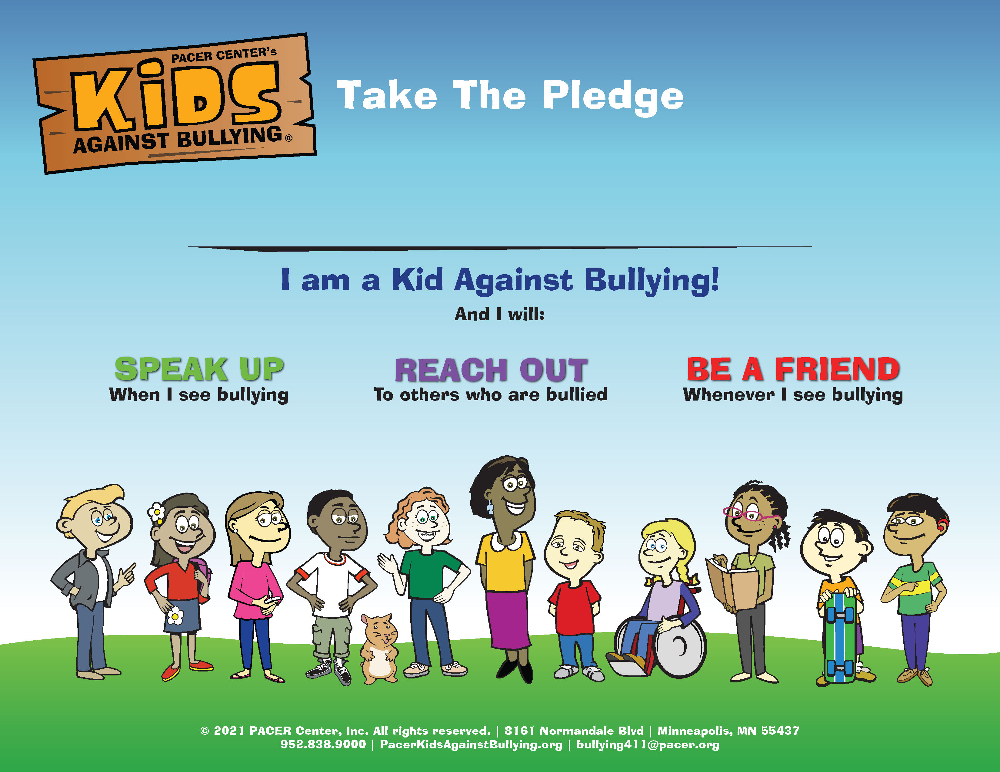 PACER CENTER's
KiDS
AGAINST BULLYING®
Take The Pledge
I am a Kid Against Bullying!
And I will:
SPEAK UP
When I see bullying
REACH OUT
To others who are bullied
BE A FRIEND
Whenever I see bullying
© 2021 PACER Center, Inc. All rights reserved. | 8161 Normandale Blvd | Minneapolis, MN 55437
952.838.9000 | PacerKidsAgainstBullying.org | bullying411@pacer.org